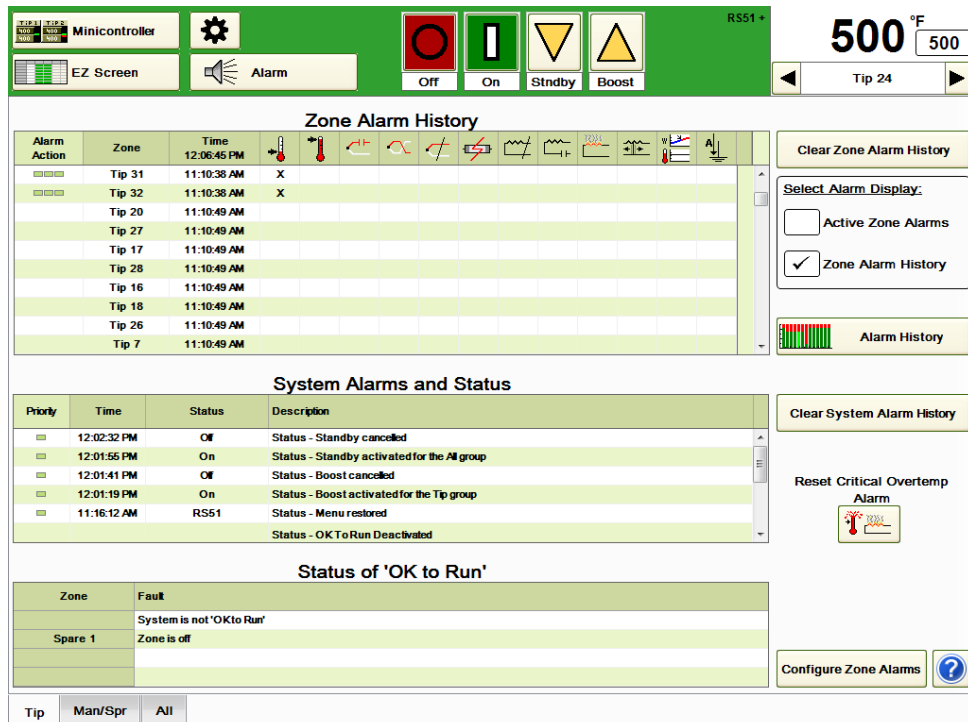 TiP 1 TiP 2
400 400
400 400
Minicontroller
EZ Screen
Alarm
Off On Stndby Boost
RS51 +
500 °F 500
Tip 24
Zone Alarm History
Alarm Action Zone Time 12:06:45 PM
Tip 31 11:10:38 AM X
Tip 32 11:10:38 AM X
Tip 20 11:10:49 AM
Tip 27 11:10:49 AM
Tip 17 11:10:49 AM
Tip 28 11:10:49 AM
Tip 16 11:10:49 AM
Tip 18 11:10:49 AM
Tip 26 11:10:49 AM
Tip 7 11:10:49 AM
Clear Zone Alarm History
Select Alarm Display:
Active Zone Alarms
Zone Alarm History
Alarm History
System Alarms and Status
Priority Time Status Description
12:02:32 PM Off Status - Standby cancelled
12:01:55 PM On Status - Standby activated for the All group
12:01:41 PM Off Status - Boost cancelled
12:01:19 PM On Status - Boost activated for the Tip group
11:16:12 AM RS51 Status - Menu restored
Status - OK To Run Deactivated
Clear System Alarm History
Reset Critical Overtemp
Alarm
Status of 'OK to Run'
Zone Fault
System is not 'OK to Run'
Spare 1 Zone is off
Configure Zone Alarms
?
Tip Man/Spr All